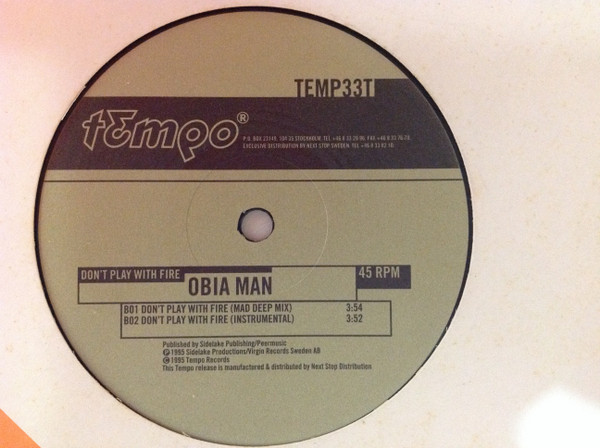 TEMP33T
tempo®
P.O. BOX 23149, 104 35 STOCKHOLM. TEL +46 8 33 28 00. FAX +46 8 33 76 20.
EXCLUSIVE DISTRIBUTION BY NEXT STOP SWEDEN. TEL +46 8 33 82 10.
DON'T PLAY WITH FIRE
45 RPM
OBIA MAN
B01 DON'T PLAY WITH FIRE (MAD DEEP MIX) 3:54
B02 DON'T PLAY WITH FIRE (INSTRUMENTAL) 3:52
Published by Sidelake Publishing/Peermusic
℗ 1995 Sidelake Productions/Virgin Records Sweden AB
© 1995 Tempo Records
This Tempo release is manufactured & distributed by Next Stop Distribution.